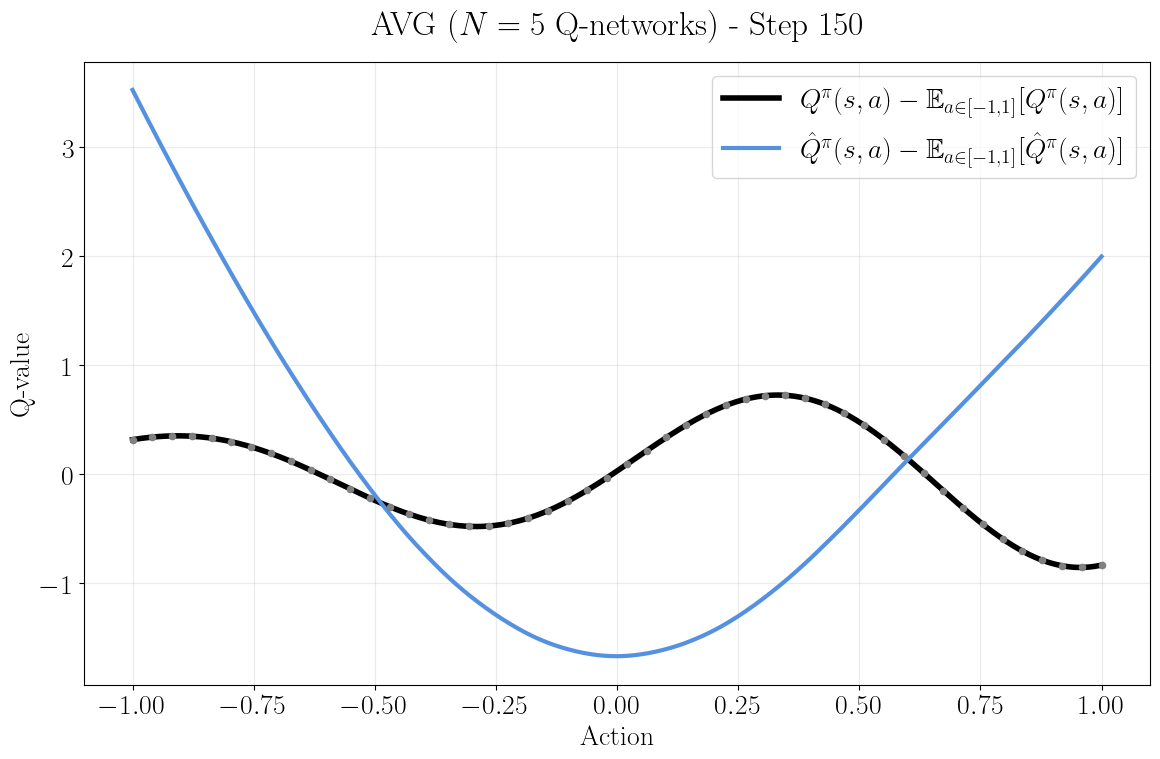 AVG (N = 5 Q-networks) - Step 150
Q^π(s, a) − 𝔼_{a∈[−1,1]}[Q^π(s, a)]
Q̂^π(s, a) − 𝔼_{a∈[−1,1]}[Q̂^π(s, a)]
Q-value
3
2
1
0
−1
−1.00 −0.75 −0.50 −0.25 0.00 0.25 0.50 0.75 1.00
Action